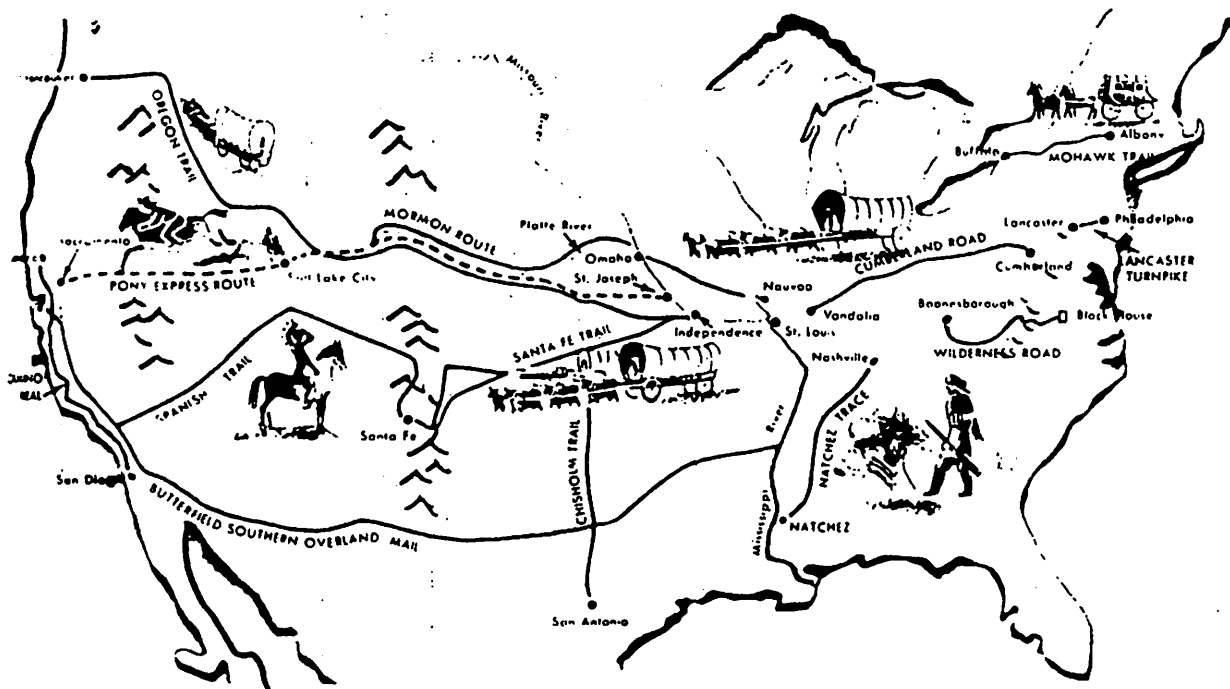 Missouri
River
OREGON TRAIL
Albany
Buffalo
MOHAWK TRAIL
MORMON ROUTE
Platte River
Lancaster
Philadelphia
Sacramento
Omaha
CUMBERLAND ROAD
Cumberland
LANCASTER
TURNPIKE
Salt Lake City
PONY EXPRESS ROUTE
St. Joseph
Nauvoo
Vandalia
Boonesborough
Block House
Independence
St. Louis
SANTA FE TRAIL
WILDERNESS ROAD
Nashville
SPANISH TRAIL
REAL
Santa Fe
CHISHOLM TRAIL
River
NATCHEZ TRACE
San Diego
BUTTERFIELD SOUTHERN OVERLAND MAIL
Mississippi
NATCHEZ
San Antonio